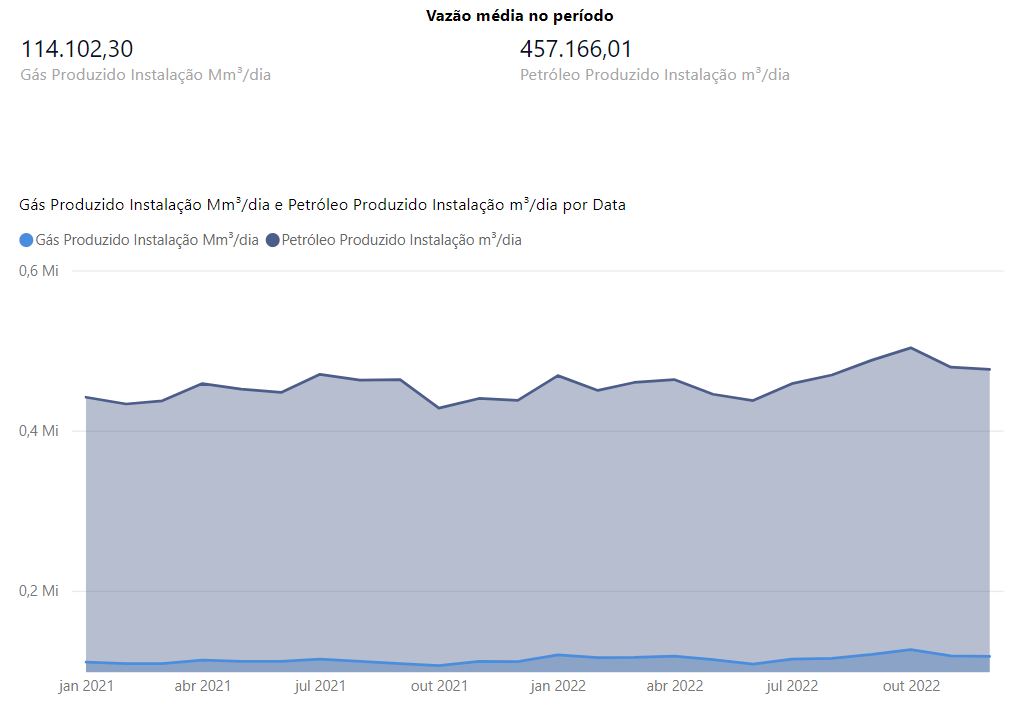 Vazão média no período
114.102,30
Gás Produzido Instalação Mm³/dia
457.166,01
Petróleo Produzido Instalação m³/dia
Gás Produzido Instalação Mm³/dia e Petróleo Produzido Instalação m³/dia por Data
Gás Produzido Instalação Mm³/dia Petróleo Produzido Instalação m³/dia
0,6 Mi
0,4 Mi
0,2 Mi
jan 2021 abr 2021 jul 2021 out 2021 jan 2022 abr 2022 jul 2022 out 2022